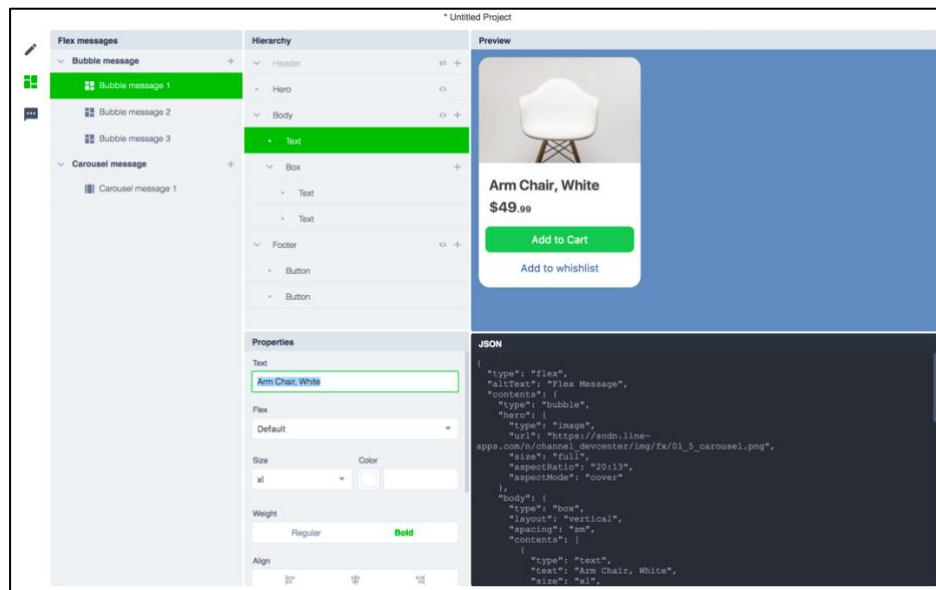 * Untitled Project
Flex messages
Bubble message
Bubble message 1
Bubble message 2
Bubble message 3
Carousel message
Carousel message 1
Hierarchy
Header
Hero
Body
Text
Box
Text
Text
Footer
Button
Button
Preview
Arm Chair, White
$49.99
Add to Cart
Add to whishlist
Properties
Text
Arm Chair, White
Flex
Default
Size
Color
xl
Weight
Regular
Bold
Align
JSON
{
"type": "flex",
"altText": "Flex Message",
"contents": {
"type": "bubble",
"hero": {
"type": "image",
"url": "https://scdn.line-
apps.com/n/channel_devcenter/img/fx/01_5_carousel.png",
"size": "full",
"aspectRatio": "20:13",
"aspectMode": "cover"
},
"body": {
"type": "box",
"layout": "vertical",
"spacing": "sm",
"contents": [
{
"type": "text",
"text": "Arm Chair, White",
"size": "xl",